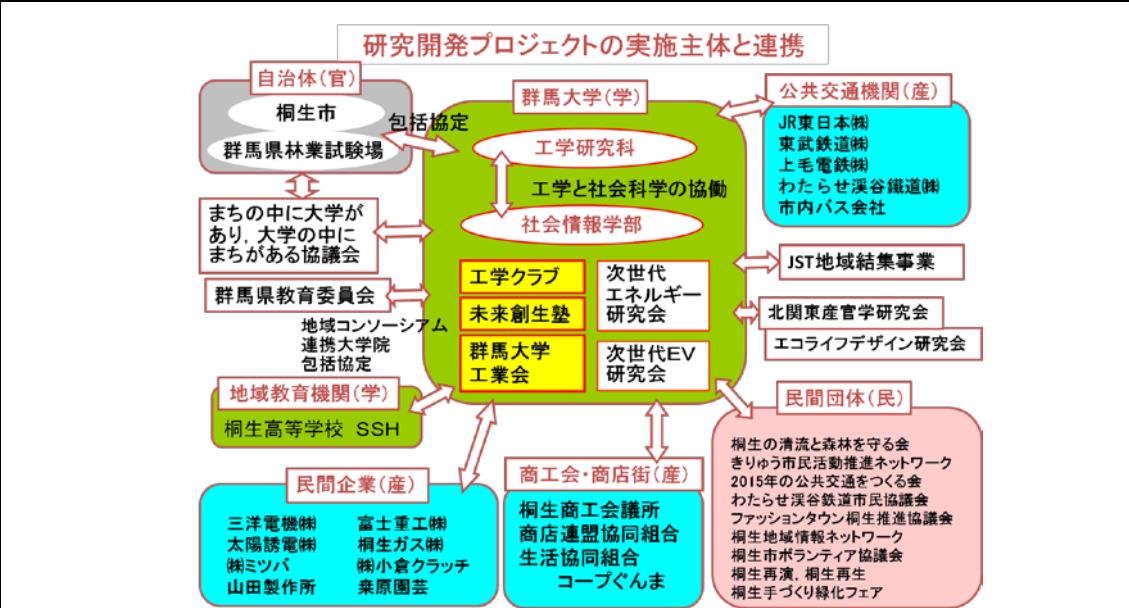 研究開発プロジェクトの実施主体と連携
自治体(官)
桐生市
群馬県林業試験場
包括協定
群馬大学(学)
工学研究科
工学と社会科学の協働
社会情報学部
工学クラブ
未来創生塾
群馬大学
工業会
次世代
エネルギー
研究会
次世代EV
研究会
公共交通機関(産)
JR東日本㈱
東武鉄道㈱
上毛電鉄㈱
わたらせ渓谷鐵道㈱
市内バス会社
まちの中に大学が
あり,大学の中に
まちがある協議会
群馬県教育委員会
地域コンソーシアム
連携大学院
包括協定
JST地域結集事業
北関東産官学研究会
エコライフデザイン研究会
地域教育機関(学)
桐生高等学校 SSH
民間企業(産)
三洋電機㈱ 富士重工㈱
太陽誘電㈱ 桐生ガス㈱
㈱ミツバ ㈱小倉クラッチ
山田製作所 桒原園芸
商工会・商店街(産)
桐生商工会議所
商店連盟協同組合
生活協同組合
コープぐんま
民間団体(民)
桐生の清流と森林を守る会
きりゅう市民活動推進ネットワーク
2015年の公共交通をつくる会
わたらせ渓谷鉄道市民協議会
ファッションタウン桐生推進協議会
桐生地域情報ネットワーク
桐生市ボランティア協議会
桐生再演,桐生再生
桐生手づくり緑化フェア